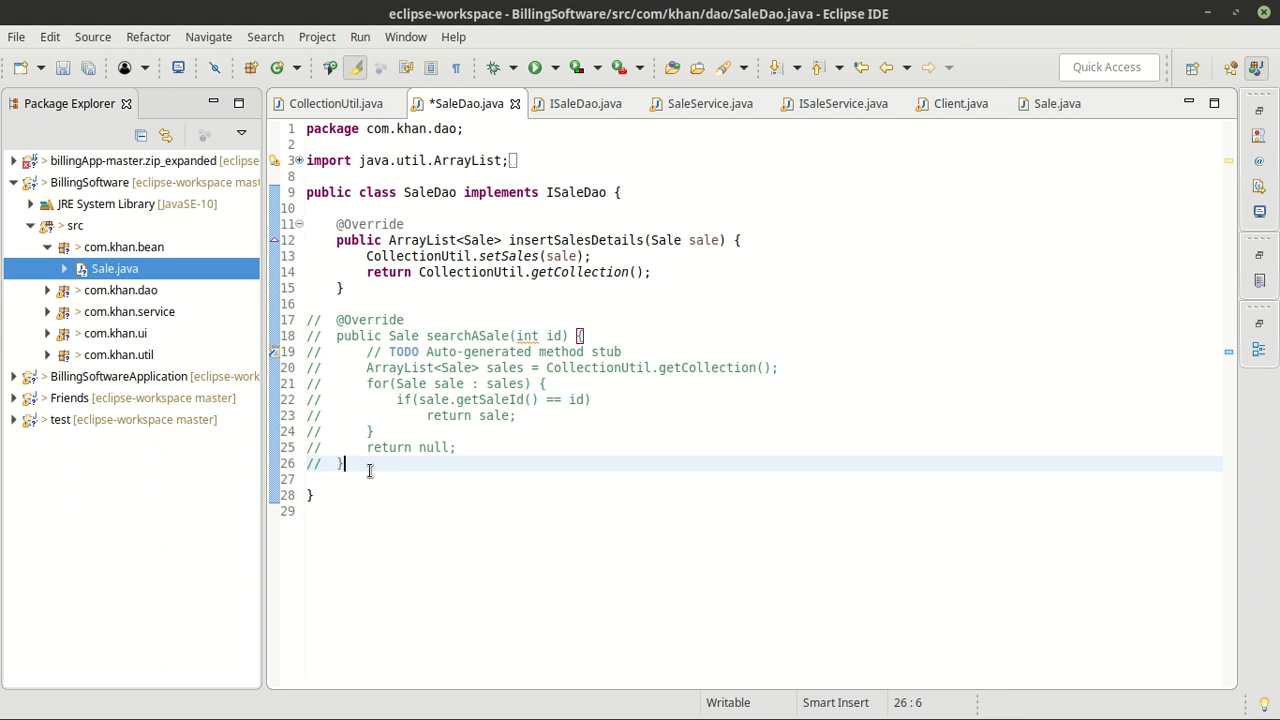 eclipse-workspace - BillingSoftware/src/com/khan/dao/SaleDao.java - Eclipse IDE
File Edit Source Refactor Navigate Search Project Run Window Help
Quick Access
Package Explorer
CollectionUtil.java *SaleDao.java ISaleDao.java SaleService.java ISaleService.java Client.java Sale.java
> billingApp-master.zip_expanded [eclipse
> BillingSoftware [eclipse-workspace mast
JRE System Library [JavaSE-10]
> src
> com.khan.bean
Sale.java
> com.khan.dao
> com.khan.service
> com.khan.ui
> com.khan.util
> BillingSoftwareApplication [eclipse-work
> Friends [eclipse-workspace master]
> test [eclipse-workspace master]
1 package com.khan.dao;
2
3 import java.util.ArrayList;
8
9 public class SaleDao implements ISaleDao {
10
11 @Override
12 public ArrayList<Sale> insertSalesDetails(Sale sale) {
13 CollectionUtil.setSales(sale);
14 return CollectionUtil.getCollection();
15 }
16
17 // @Override
18 // public Sale searchASale(int id) {
19 // // TODO Auto-generated method stub
20 // ArrayList<Sale> sales = CollectionUtil.getCollection();
21 // for(Sale sale : sales) {
22 // if(sale.getSaleId() == id)
23 // return sale;
24 // }
25 // return null;
26 // }
27
28 }
29
Writable Smart Insert 26 : 6